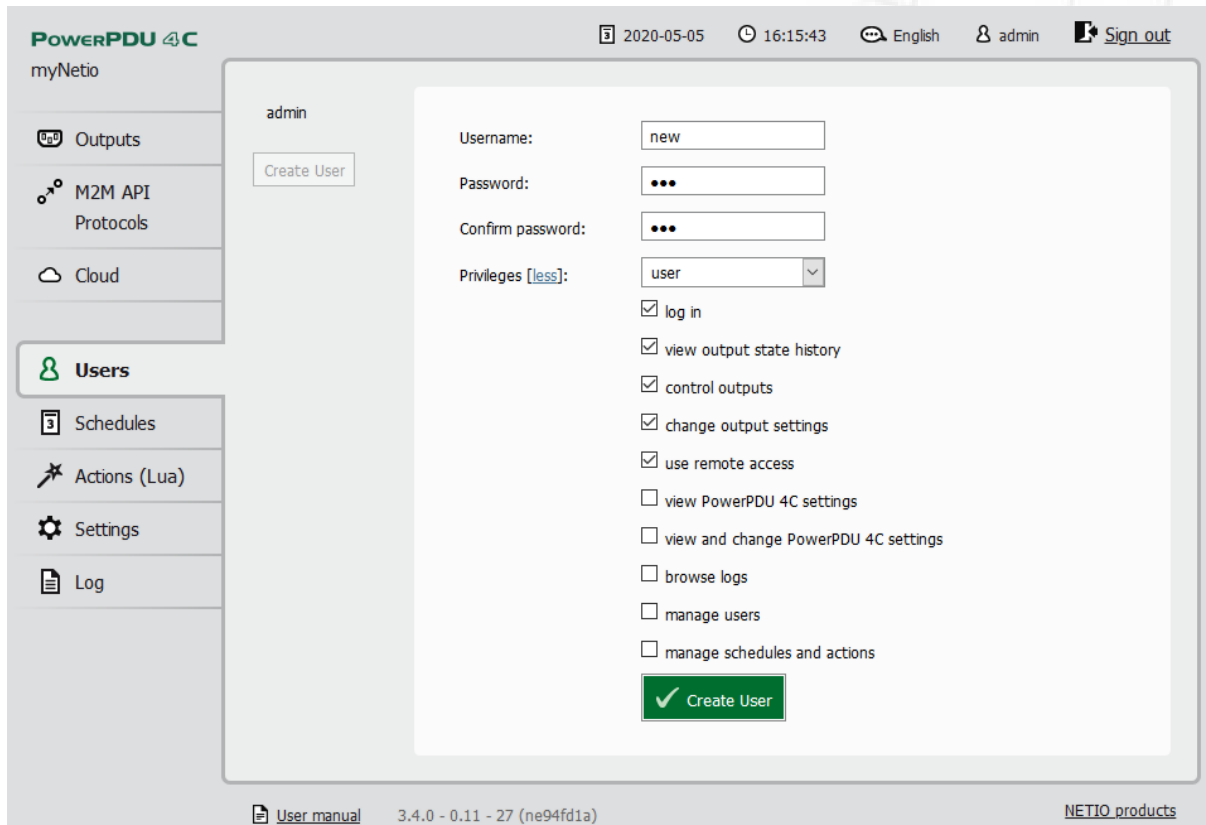 POWERPDU 4C
myNetio
3 2020-05-05 16:15:43 English admin Sign out
Outputs
M2M API
Protocols
Cloud
Users
3 Schedules
Actions (Lua)
Settings
Log
admin
Create User
Username: new
Password: •••
Confirm password: •••
Privileges [less]: user
log in
view output state history
control outputs
change output settings
use remote access
view PowerPDU 4C settings
view and change PowerPDU 4C settings
browse logs
manage users
manage schedules and actions
Create User
User manual 3.4.0 - 0.11 - 27 (ne94fd1a) NETIO products